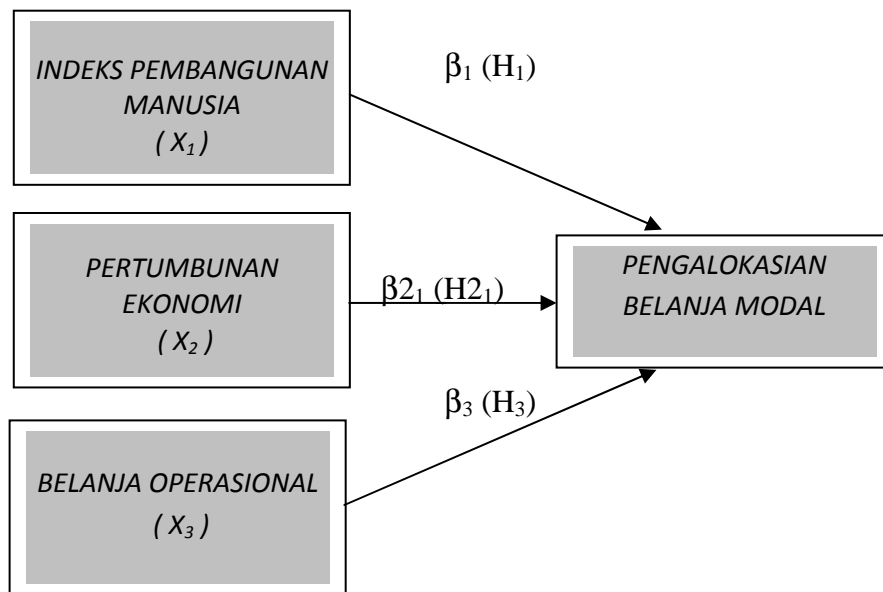 INDEKS PEMBANGUNAN
MANUSIA
( X₁ )
β₁ (H₁)
PERTUMBUNAN
EKONOMI
( X₂ )
β2₁ (H2₁)
PENGALOKASIAN
BELANJA MODAL
β₃ (H₃)
BELANJA OPERASIONAL
( X₃ )